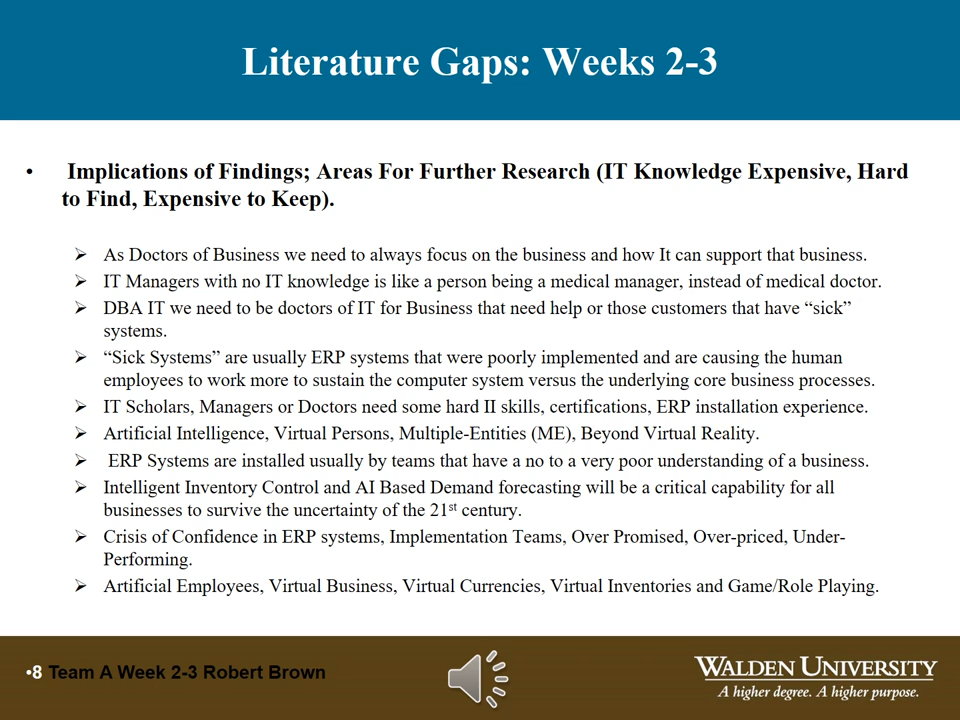 Literature Gaps: Weeks 2-3
• Implications of Findings; Areas For Further Research (IT Knowledge Expensive, Hard
to Find, Expensive to Keep).
➢ As Doctors of Business we need to always focus on the business and how It can support that business.
➢ IT Managers with no IT knowledge is like a person being a medical manager, instead of medical doctor.
➢ DBA IT we need to be doctors of IT for Business that need help or those customers that have “sick”
systems.
➢ “Sick Systems” are usually ERP systems that were poorly implemented and are causing the human
employees to work more to sustain the computer system versus the underlying core business processes.
➢ IT Scholars, Managers or Doctors need some hard II skills, certifications, ERP installation experience.
➢ Artificial Intelligence, Virtual Persons, Multiple-Entities (ME), Beyond Virtual Reality.
➢ ERP Systems are installed usually by teams that have a no to a very poor understanding of a business.
➢ Intelligent Inventory Control and AI Based Demand forecasting will be a critical capability for all
businesses to survive the uncertainty of the 21st century.
➢ Crisis of Confidence in ERP systems, Implementation Teams, Over Promised, Over-priced, Under-
Performing.
➢ Artificial Employees, Virtual Business, Virtual Currencies, Virtual Inventories and Game/Role Playing.
•8 Team A Week 2-3 Robert Brown
WALDEN UNIVERSITY
A higher degree. A higher purpose.